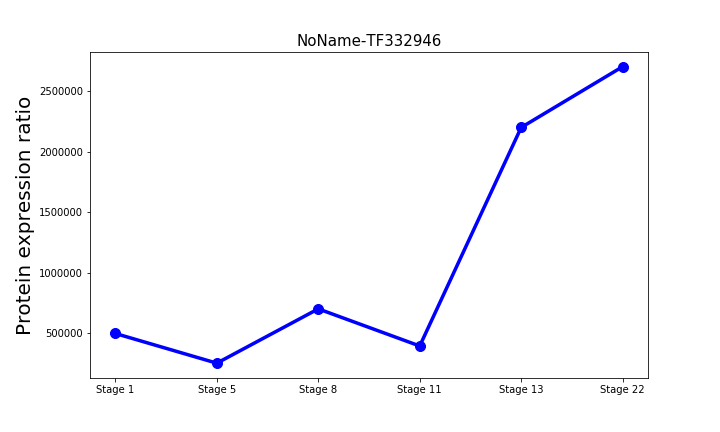 NoName-TF332946
Protein expression ratio
2500000
2000000
1500000
1000000
500000
Stage 1 Stage 5 Stage 8 Stage 11 Stage 13 Stage 22